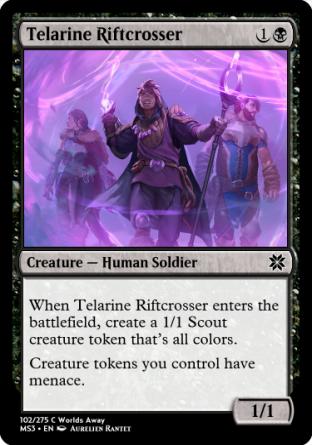 Telarine Riftcrosser 1
Creature — Human Soldier
When Telarine Riftcrosser enters the
battlefield, create a 1/1 Scout
creature token that's all colors.
Creature tokens you control have
menace.
102/275 C Worlds Away
MS3 • EN Aurelien Rantet
1/1